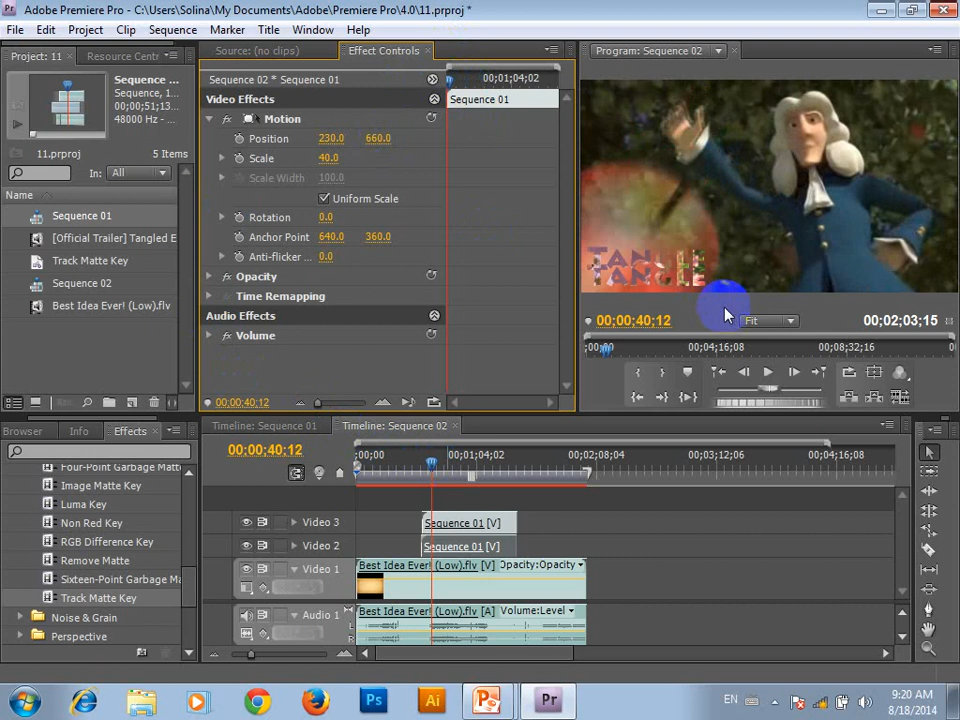 Adobe Premiere Pro - C:\Users\Solina\My Documents\Adobe\Premiere Pro\4.0\11.prproj *
File Edit Project Clip Sequence Marker Title Window Help
Project: 11
Resource Cent
Sequence ...
Sequence, 1...
00;00;51;13...
48000 Hz - ...
11.prproj
5 Items
In: All
Name
Sequence 01
[Official Trailer] Tangled E
Track Matte Key
Sequence 02
Best Idea Ever! (Low).flv
Source: (no clips)
Effect Controls
Sequence 02 * Sequence 01
00;01;04;02
Video Effects
Sequence 01
Motion
Position 230.0 660.0
Scale 40.0
Scale Width 100.0
Uniform Scale
Rotation 0.0
Anchor Point 640.0 360.0
Anti-flicker ... 0.0
Opacity
Time Remapping
Audio Effects
Volume
00;00;40;12
Program: Sequence 02
00;00;40;12
Fit
00;02;03;15
;00;00 00;04;16;08 00;08;32;16
Browser
Info
Effects
Four-Point Garbage Matt
Image Matte Key
Luma Key
Non Red Key
RGB Difference Key
Remove Matte
Sixteen-Point Garbage M
Track Matte Key
Noise & Grain
Perspective
Timeline: Sequence 01
Timeline: Sequence 02
00;00;40;12
;00;00 00;01;04;02 00;02;08;04 00;03;12;06 00;04;16;08
Video 3
Sequence 01 [V]
Video 2
Sequence 01 [V]
Video 1
Best Idea Ever! (Low).flv [V] Opacity:Opacity
Audio 1
Best Idea Ever! (Low).flv [A] Volume:Level
L
R
Ps
Ai
Pr
EN
9:20 AM
8/18/2014